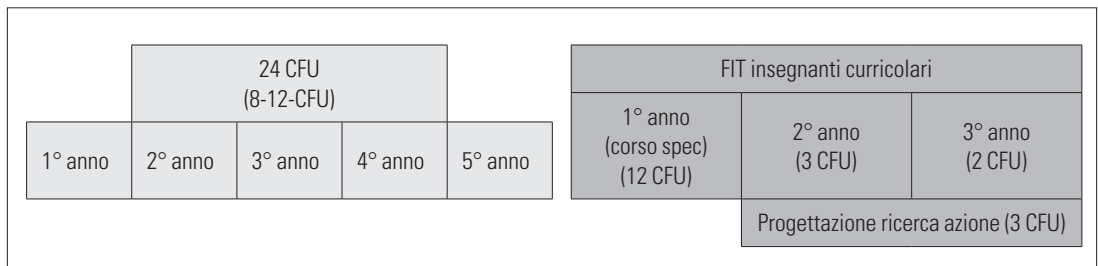 24 CFU
(8-12-CFU)
1° anno
2° anno
3° anno
4° anno
5° anno
FIT insegnanti curricolari
1° anno
(corso spec)
(12 CFU)
2° anno
(3 CFU)
3° anno
(2 CFU)
Progettazione ricerca azione (3 CFU)